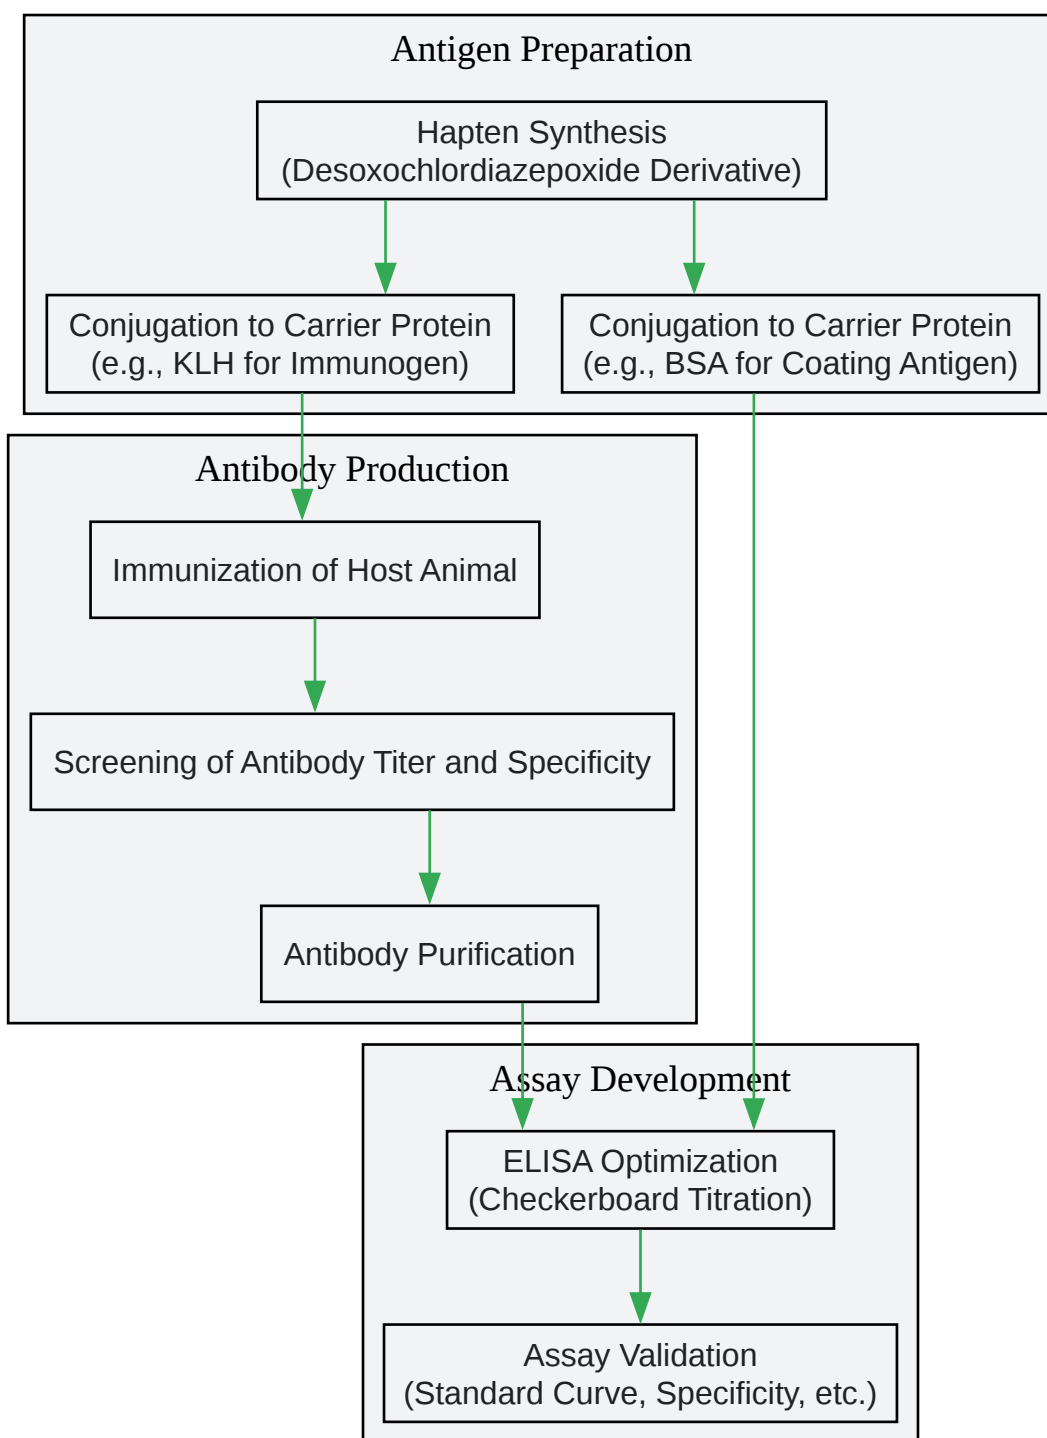 Antigen Preparation
Hapten Synthesis
(Desoxochlordiazepoxide Derivative)
Conjugation to Carrier Protein
(e.g., KLH for Immunogen)
Conjugation to Carrier Protein
(e.g., BSA for Coating Antigen)
Antibody Production
Immunization of Host Animal
Screening of Antibody Titer and Specificity
Antibody Purification
Assay Development
ELISA Optimization
(Checkerboard Titration)
Assay Validation
(Standard Curve, Specificity, etc.)